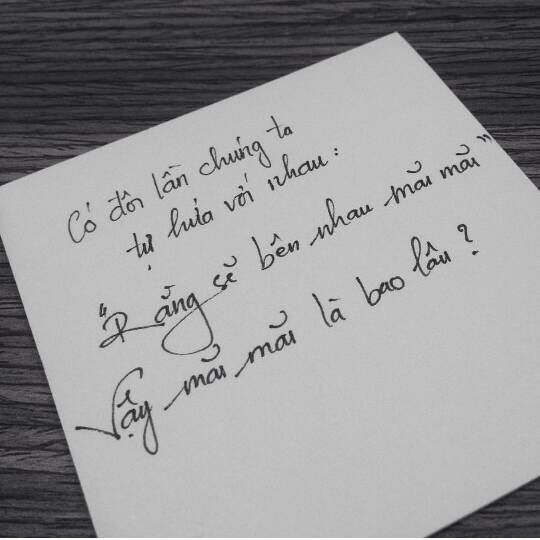 Có đôi lần chúng ta
tự hứa với nhau:
"Rằng sẽ bên nhau mãi mãi"
Vậy mãi mãi là bao lâu?